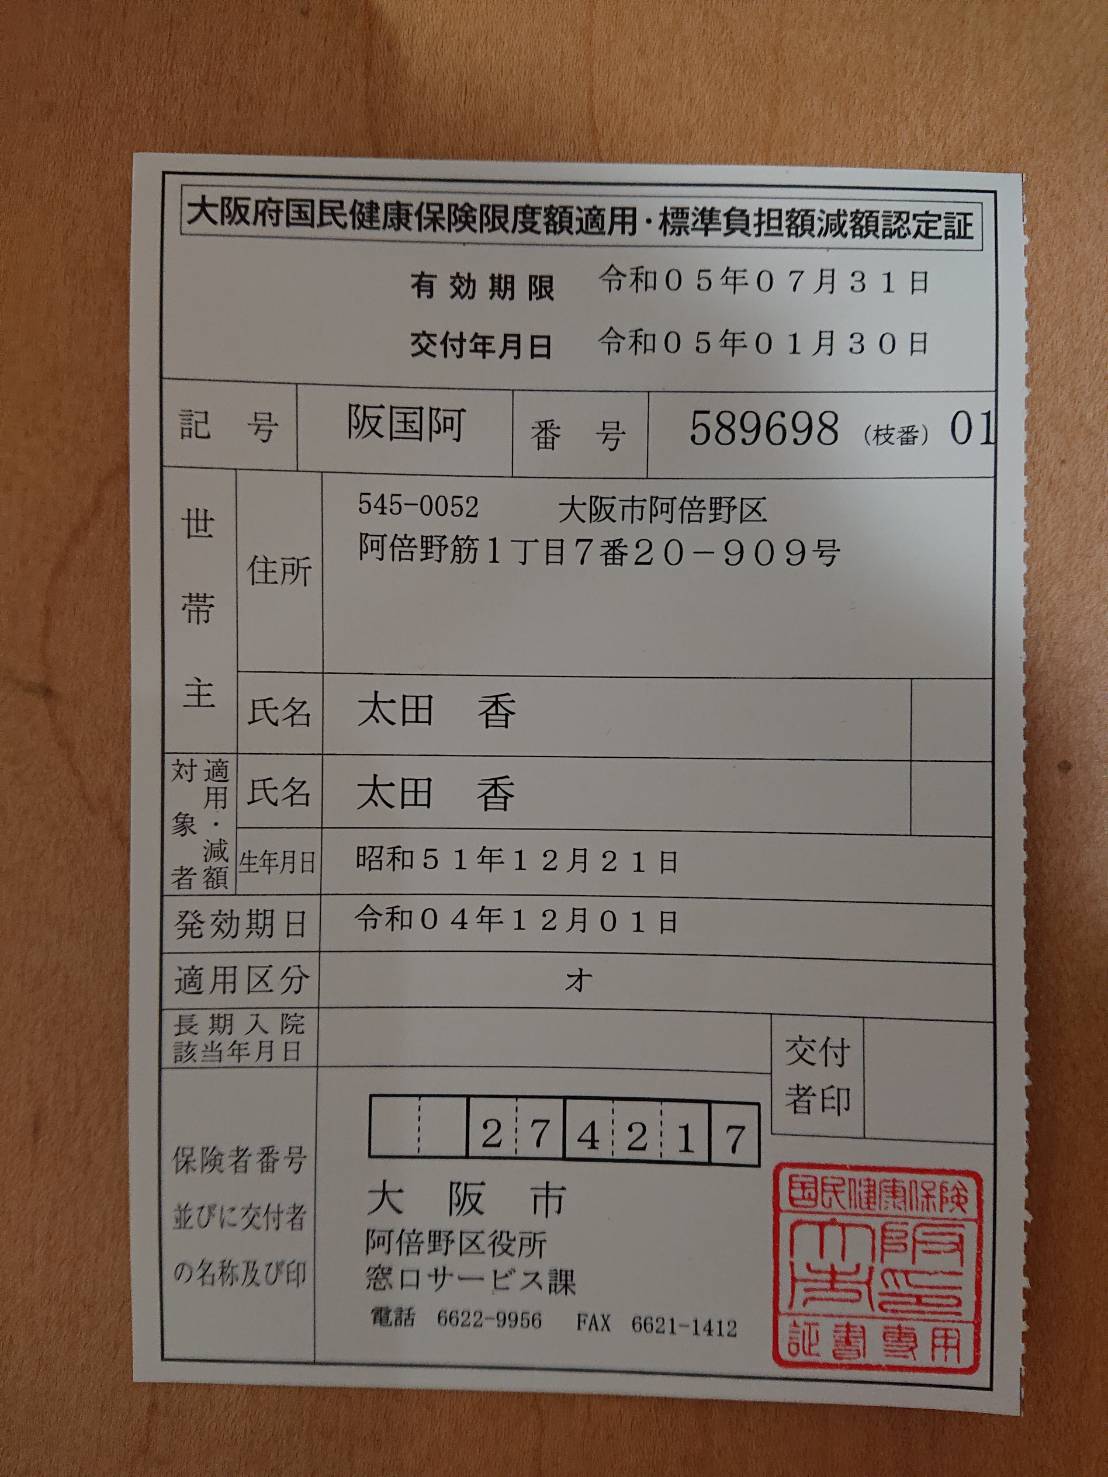 大阪府国民健康保険限度額適用・標準負担額減額認定証
有効期限 令和05年07月31日
交付年月日 令和05年01月30日
記号 阪国阿 番号 589698 (枝番) 01
世帯主
住所
545-0052 大阪市阿倍野区
阿倍野筋1丁目7番20-909号
氏名 太田 香
適用・減額
対象者
氏名 太田 香
生年月日 昭和51年12月21日
発効期日 令和04年12月01日
適用区分 オ
長期入院
該当年月日
交付
者印
保険者番号
並びに交付者
の名称及び印
274217
大阪市
阿倍野区役所
窓口サービス課
電話 6622-9956 FAX 6621-1412
国民健康保険
大阪市印
証書専用